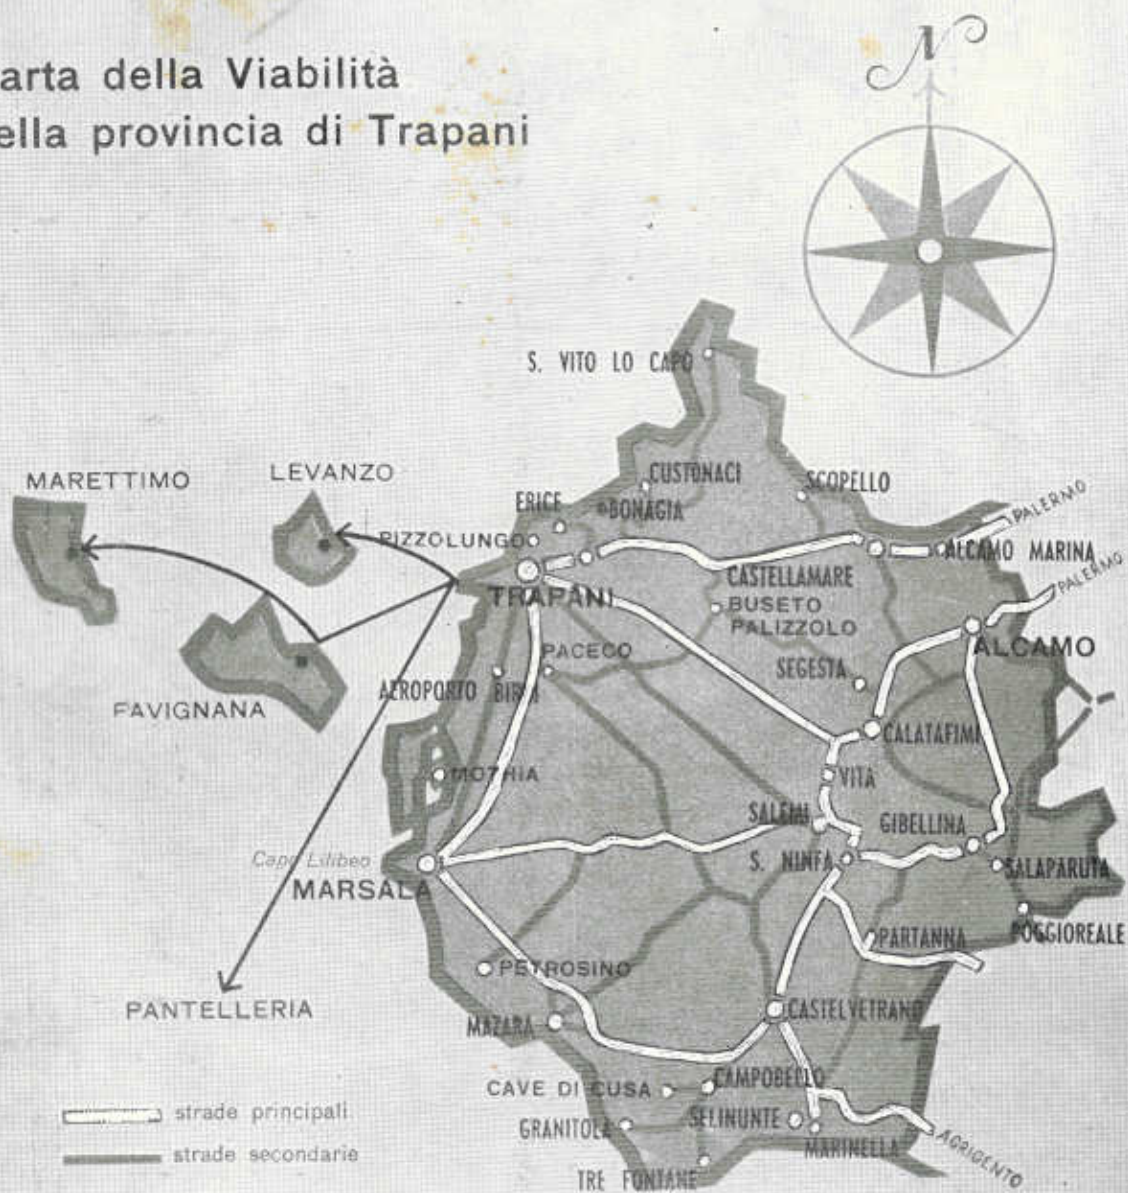 arta della Viabilità
ella provincia di Trapani
N
S. VITO LO CAPO
MARETTIMO
LEVANZO
CUSTONACI
SCOPELLO
ERICE
BONAGIA
PALERMO
PIZZOLUNGO
ALCAMO MARINA
TRAPANI
CASTELLAMARE
PALERMO
BUSETO
PALIZZOLO
PACECO
ALCAMO
SEGESTA
AEROPORTO BIRGI
FAVIGNANA
CALATAFIMI
MOTHIA
VITA
SALEMI
GIBELLINA
Capo Lilibeo
S. NINFA
SALAPARUTA
MARSALA
PARTANNA
POGGIOREALE
PETROSINO
PANTELLERIA
CASTELVETRANO
MAZARA
CAVE DI CUSA
CAMPOBELLO
strade principali
GRANITOLA
SELINUNTE
MARINELLA
AGRIGENTO
strade secondarie
TRE FONTANE